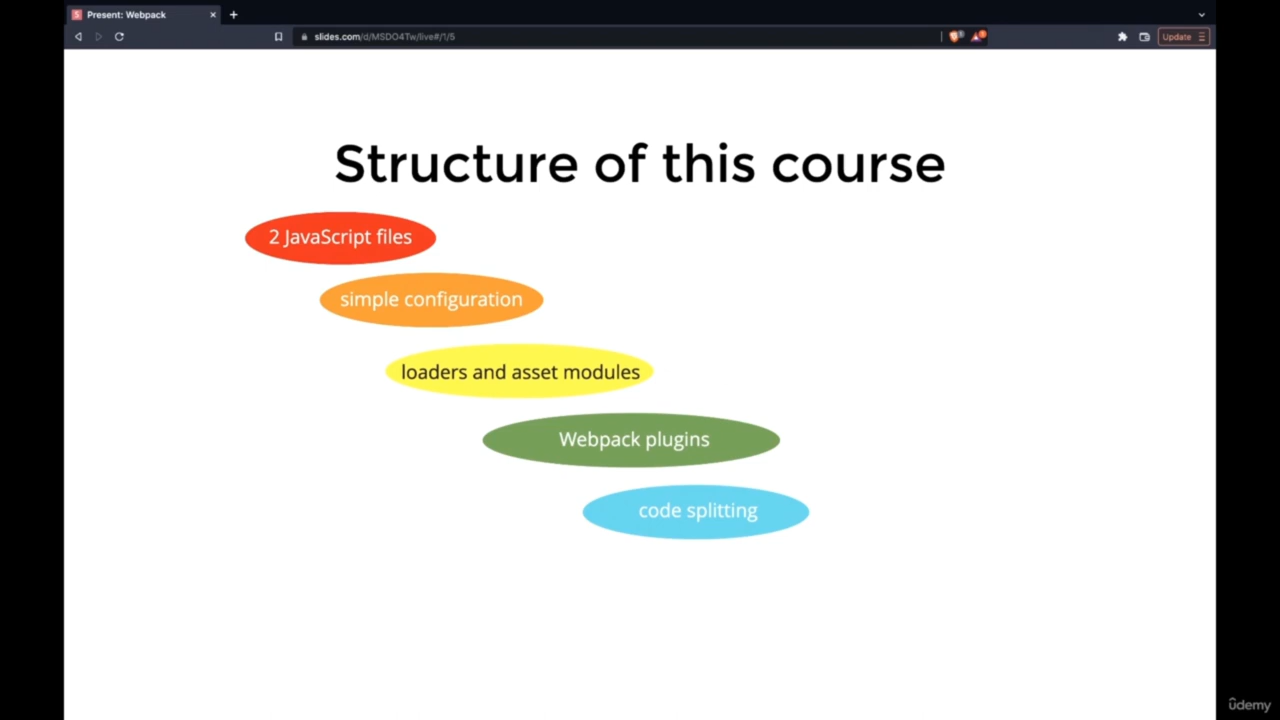 Present: Webpack
slides.com/d/MSDO4Tw/live#/1/5
Update
Structure of this course
2 JavaScript files
simple configuration
loaders and asset modules
Webpack plugins
code splitting
ûdemy